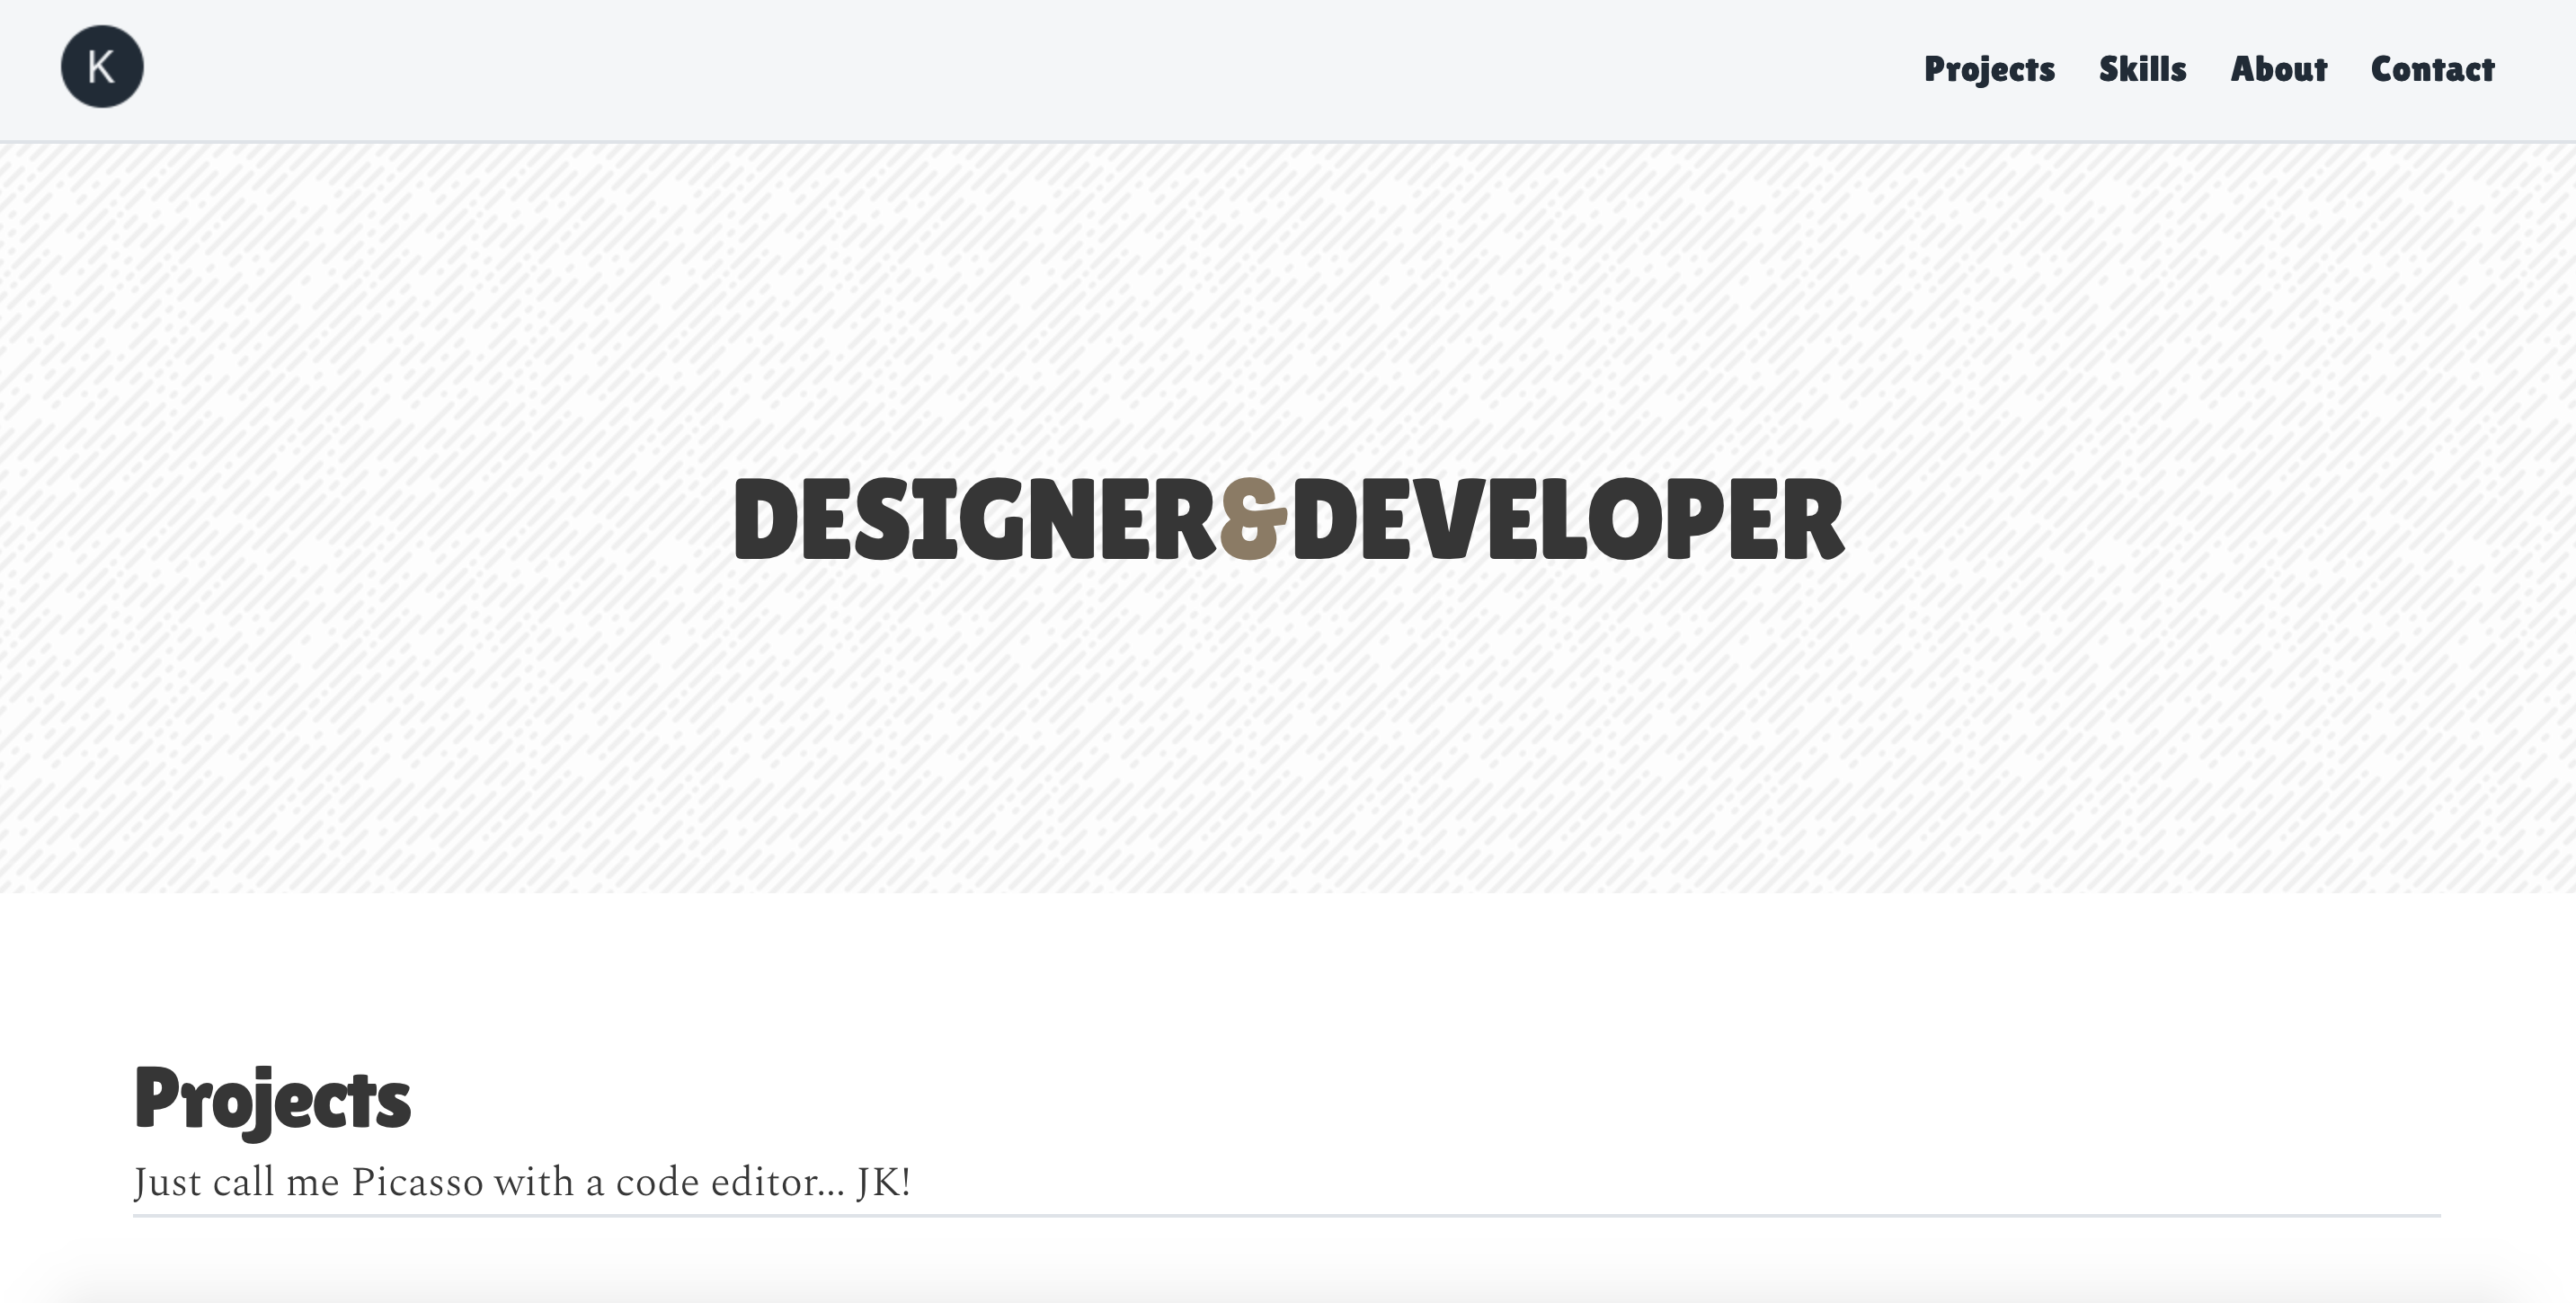 K
Projects Skills About Contact
DESIGNER&DEVELOPER
Projects
Just call me Picasso with a code editor... JK!